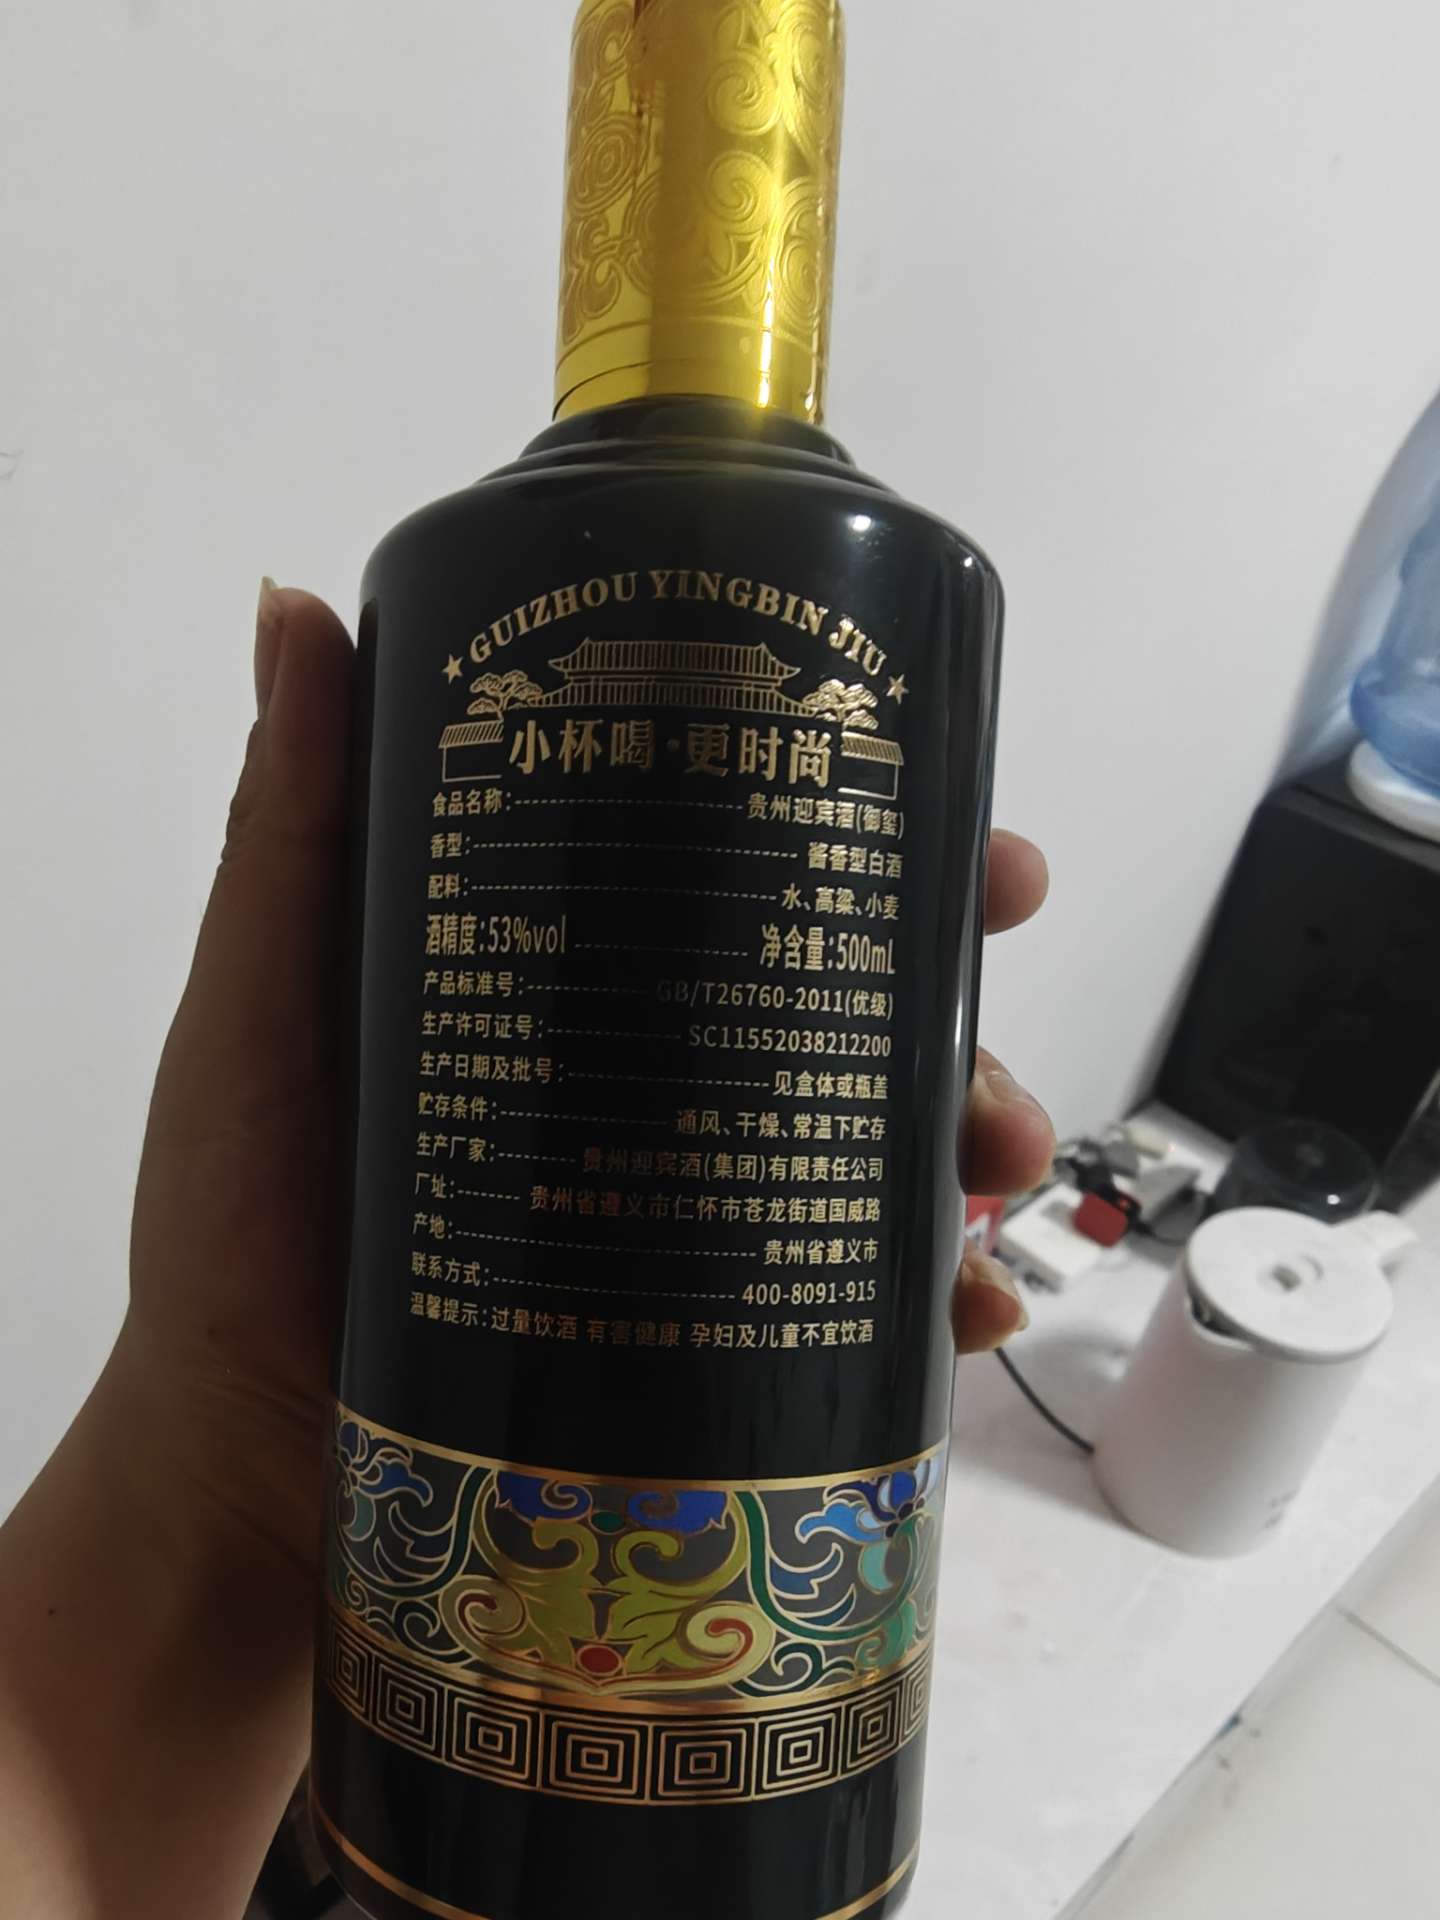 ★GUIZHOU YINGBIN JIU★
小杯喝·更时尚
食品名称：贵州迎宾酒(御玺)
香型：酱香型白酒
配料：水、高粱、小麦
酒精度:53%vol 净含量:500mL
产品标准号：GB/T26760-2011(优级)
生产许可证号：SC11552038212200
生产日期及批号：见盒体或瓶盖
贮存条件：通风、干燥、常温下贮存
生产厂家：贵州迎宾酒(集团)有限责任公司
厂址：贵州省遵义市仁怀市苍龙街道国威路
产地：贵州省遵义市
联系方式：400-8091-915
温馨提示：过量饮酒 有害健康 孕妇及儿童不宜饮酒